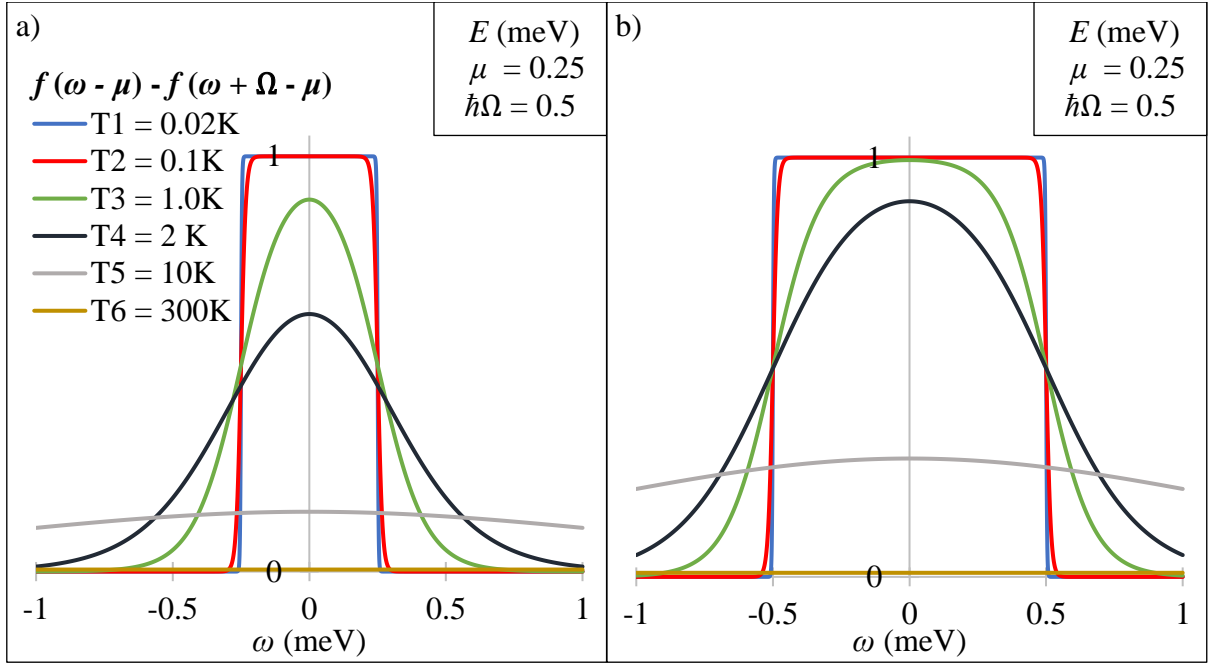 a)
E (meV)
μ = 0.25
ℏΩ = 0.5
f (ω - μ) - f (ω + Ω - μ)
T1 = 0.02K
T2 = 0.1K
T3 = 1.0K
T4 = 2 K
T5 = 10K
T6 = 300K
1
0
-1 -0.5 0 0.5 1
ω (meV)
b)
E (meV)
μ = 0.25
ℏΩ = 0.5
1
0
-1 -0.5 0 0.5 1
ω (meV)